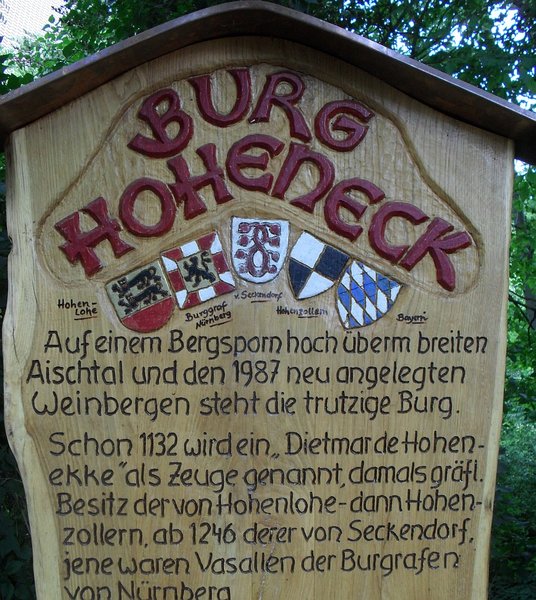 BURG
HOHENECK
Hohen-
lohe
Burggraf
Nürnberg
v. Seckendorf
Hohenzollern
Bayern
Auf einem Bergsporn hoch überm breiten
Aischtal und den 1987 neu angelegten
Weinbergen steht die trutzige Burg.
Schon 1132 wird ein „Dietmar de Hohen-
ekke" als Zeuge genannt, damals gräfl.
Besitz der von Hohenlohe-dann Hohen-
zollern, ab 1246 derer von Seckendorf,
jene waren Vasallen der Burgrafen
von Nürnberg